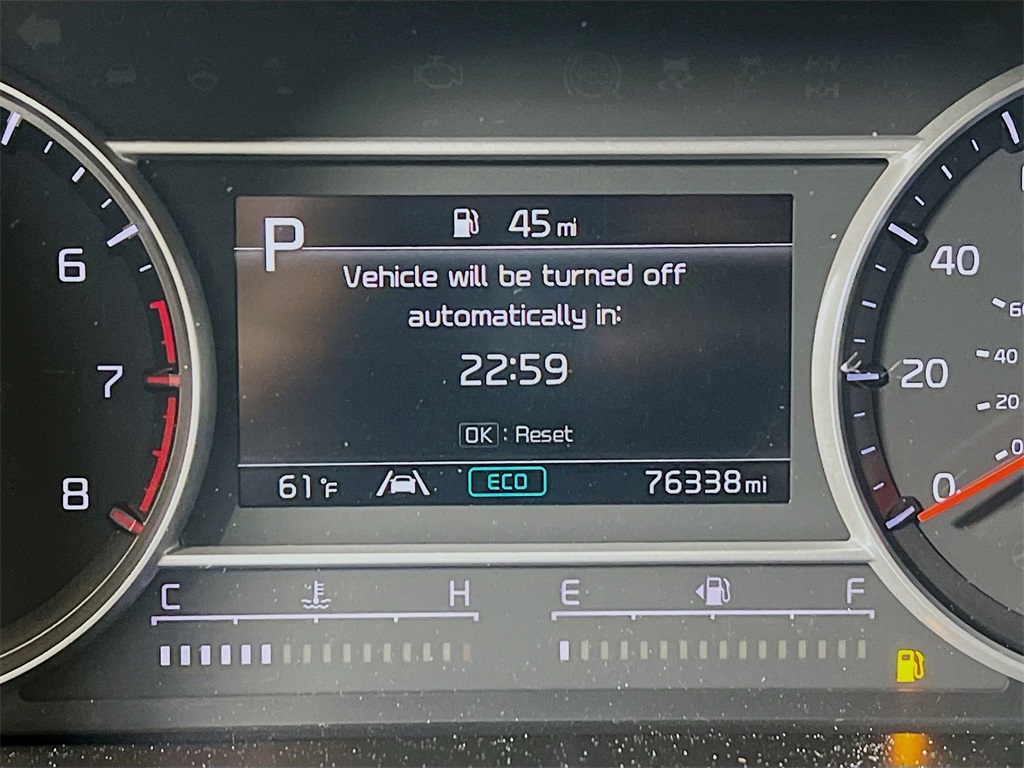 P
45 mi
Vehicle will be turned off
automatically in:
22:59
OK : Reset
61°F
ECO
76338 mi
6
7
8
40
20
0
60
40
20
0
C
H
E
F